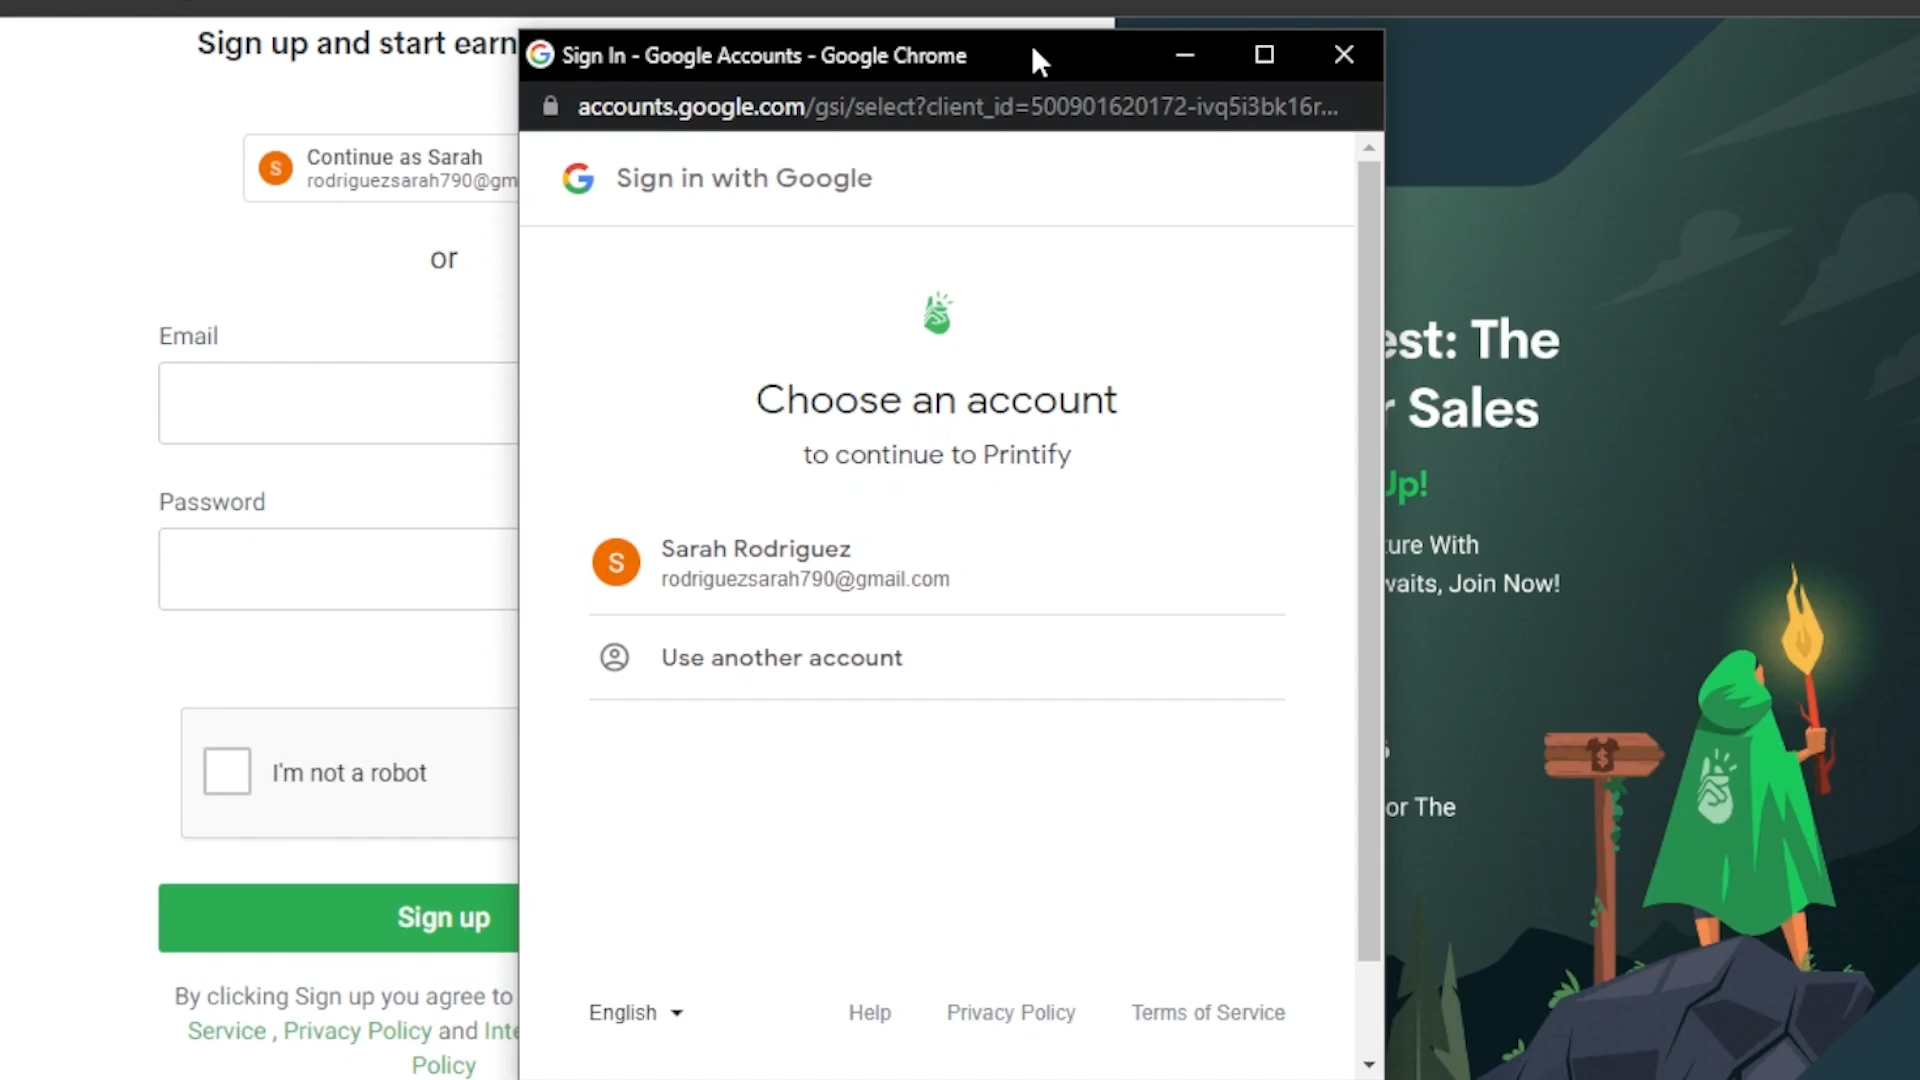 Sign up and start earn
Continue as Sarah
rodriguezsarah790@gm
or
Email
Password
I'm not a robot
Sign up
By clicking Sign up you agree to
Service , Privacy Policy and Inte
Policy
Sign In - Google Accounts - Google Chrome
accounts.google.com/gsi/select?client_id=500901620172-ivq5i3bk16r...
Sign in with Google
Choose an account
to continue to Printify
S
Sarah Rodriguez
rodriguezsarah790@gmail.com
Use another account
English
Help
Privacy Policy
Terms of Service
est: The
r Sales
Up!
ture With
waits, Join Now!
or The
$